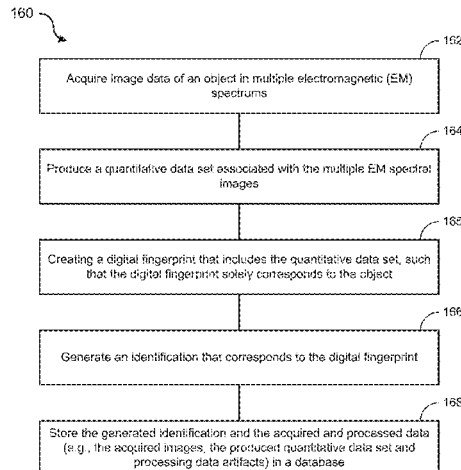 160
162
Acquire image data of an object in multiple electromagnetic (EM)
spectrums
164
Produce a quantitative data set associated with the multiple EM spectral
images
165
Creating a digital fingerprint that includes the quantitative data set, such
that the digital fingerprint solely corresponds to the object
166
Generate an identification that corresponds to the digital fingerprint
168
Store the generated identification and the acquired and processed data
(e.g., the acquired images, the produced quantitative data set and
processing data artifacts) in a database